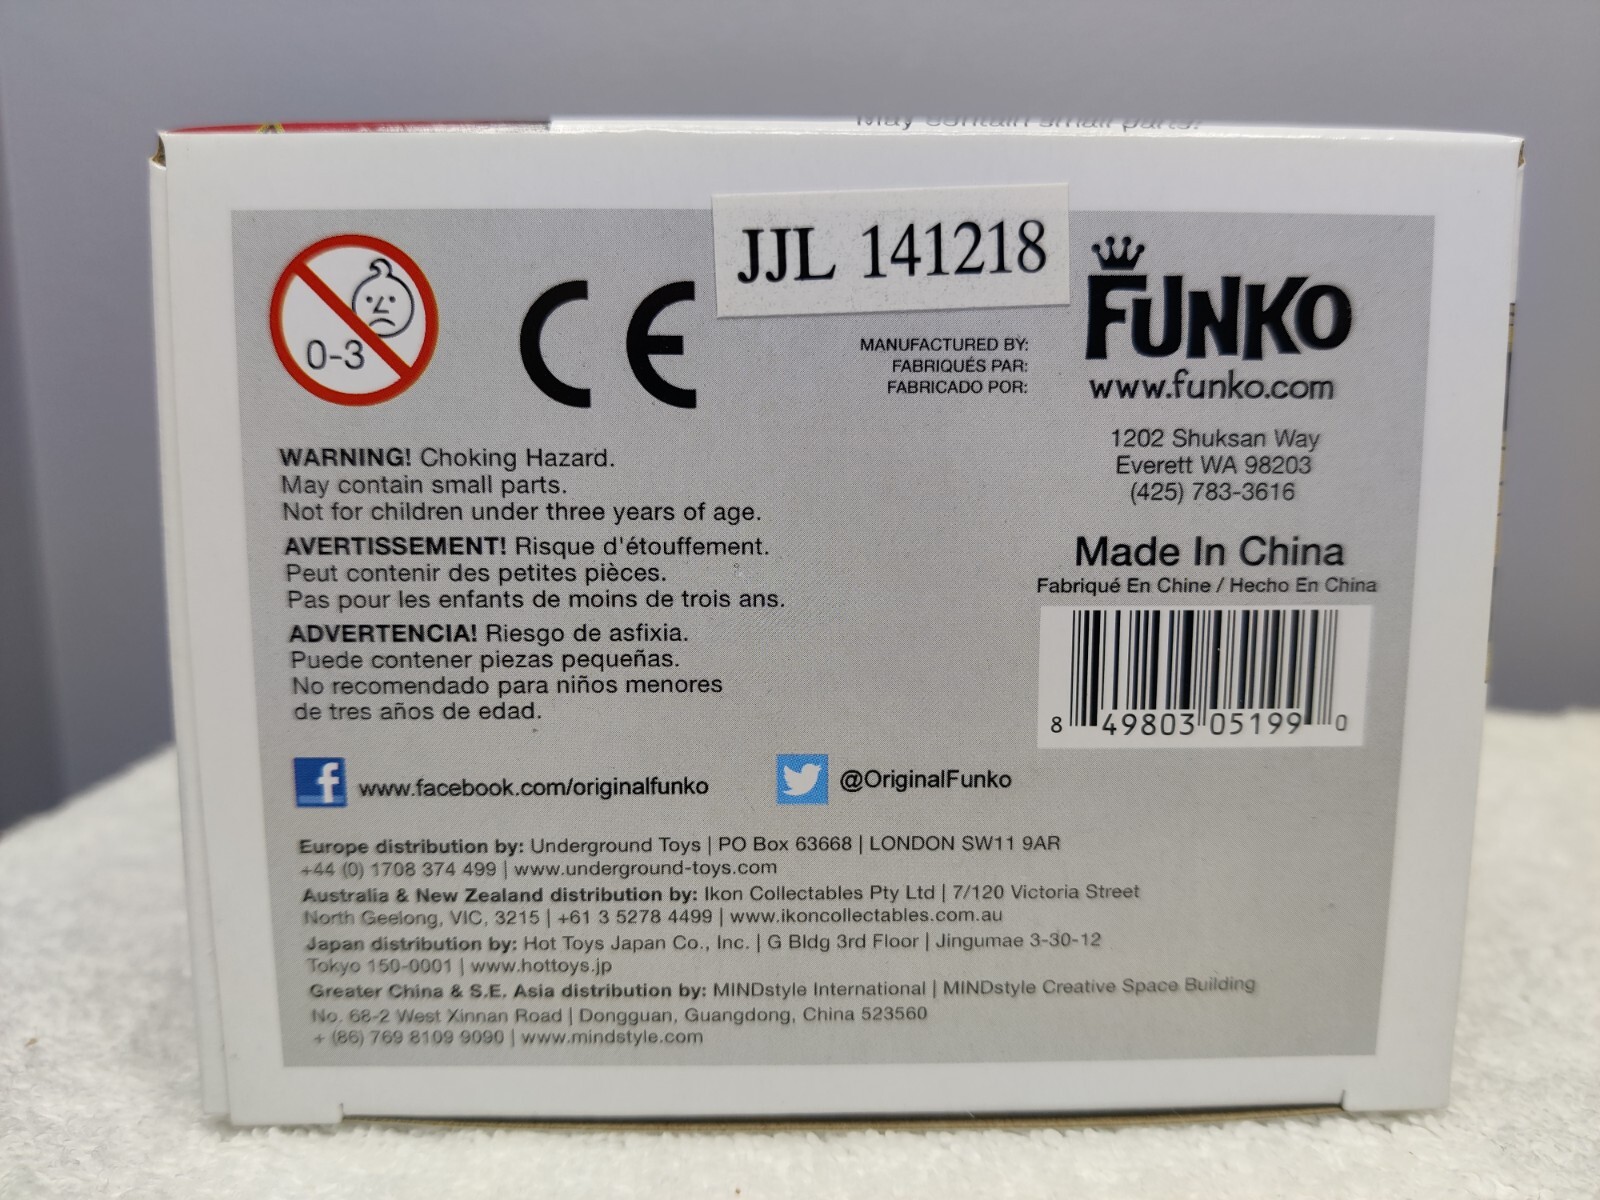 May contain small parts.
JJL 141218
0-3
CE
MANUFACTURED BY:
FABRIQUÉS PAR:
FABRICADO POR:
FUNKO
www.funko.com
1202 Shuksan Way
Everett WA 98203
(425) 783-3616
WARNING! Choking Hazard.
May contain small parts.
Not for children under three years of age.
AVERTISSEMENT! Risque d'étouffement.
Peut contenir des petites pièces.
Pas pour les enfants de moins de trois ans.
ADVERTENCIA! Riesgo de asfixia.
Puede contener piezas pequeñas.
No recomendado para niños menores
de tres años de edad.
Made In China
Fabriqué En Chine / Hecho En China
8 49803 05199 0
www.facebook.com/originalfunko
@OriginalFunko
Europe distribution by: Underground Toys | PO Box 63668 | LONDON SW11 9AR
+44 (0) 1708 374 499 | www.underground-toys.com
Australia & New Zealand distribution by: Ikon Collectables Pty Ltd | 7/120 Victoria Street
North Geelong, VIC, 3215 | +61 3 5278 4499 | www.ikoncollectables.com.au
Japan distribution by: Hot Toys Japan Co., Inc. | G Bldg 3rd Floor | Jingumae 3-30-12
Tokyo 150-0001 | www.hottoys.jp
Greater China & S.E. Asia distribution by: MINDstyle International | MINDstyle Creative Space Building
No. 68-2 West Xinnan Road | Dongguan, Guangdong, China 523560
+ (86) 769 8109 9090 | www.mindstyle.com